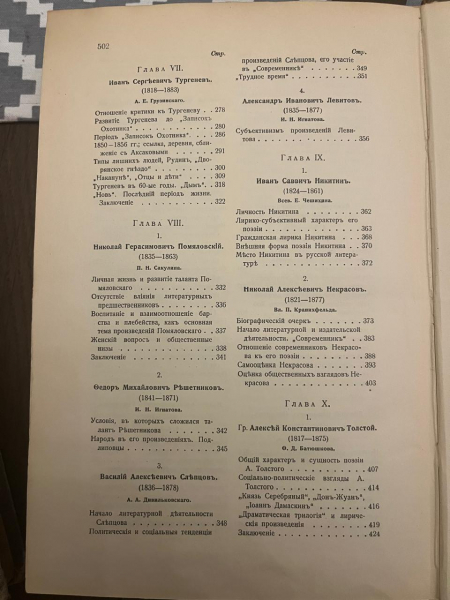 502
Стр.
Глава VII.
Иванъ Сергѣевичъ Тургеневъ.
(1818—1883)
А. Е. Грузинскаго.
Отношеніе критики къ Тургеневу . . 278
Развитіе Тургенева до „Записокъ
Охотника“ . . . . . . . . . . . 280
Періодъ „Записокъ Охотника“. . . . 286
1850—1856 гг.; ссылка, деревня, сбли-
женіе съ Аксаковыми . . . . . . 291
Типы лишнихъ людей, Рудинъ, „Дво-
рянское гнѣздо“ . . . . . . . . . 300
„Наканунѣ“, „Отцы и дѣти“ . . . . 309
Тургеневъ въ 60-ые годы. „Дымъ“. . 318
„Новь“. Послѣдній періодъ жизни.
Заключеніе . . . . . . . . . . . 322
Глава VIII.
1.
Николай Герасимовичъ Помяловскій.
(1835—1863)
П. Н. Сакулина.
Личная жизнь и развитіе таланта По-
мяловскаго . . . . . . . . . . . 332
Отсутствіе вліянія литературныхъ
предшественниковъ . . . . . . . 336
Воспитаніе и взаимоотношеніе бар-
ства и плебейства, какъ основная
тема произведеній Помяловскаго . . 337
Женскій вопросъ и общественные
типы . . . . . . . . . . . . . . 338
Заключеніе . . . . . . . . . . . . 341
2.
Ѳедоръ Михайловичъ Рѣшетниковъ.
(1841—1871)
И. Н. Игнатова.
Условія, въ которыхъ сложился та-
лантъ Рѣшетникова . . . . . . . 342
Народъ въ его произведеніяхъ. Под-
липовцы . . . . . . . . . . . . 345
3.
Василій Алексѣевичъ Слѣпцовъ.
(1836—1878)
А. А. Дивильковскаго.
Начало литературной дѣятельности
Слѣпцова . . . . . . . . . . . . 348
Политическія и соціальныя тенденціи
Стр.
произведеній Слѣпцова, его участіе
въ „Современникѣ“ . . . . . . . 349
„Трудное время“ . . . . . . . . . . 351
4.
Александръ Ивановичъ Левитовъ.
(1835—1877)
И. Н. Игнатова.
Субъективизмъ произведеній Леви-
това . . . . . . . . . . . . . . 356
Глава IX.
1.
Иванъ Саввичъ Никитинъ.
(1824—1861)
Всев. Е. Чешихина.
Личность Никитина . . . . . . . . 362
Лирико-субъективный характеръ его
поэзіи . . . . . . . . . . . . . 363
Гражданская лирика Никитина . . . 368
Внѣшняя форма поэзіи Никитина . . 370
Мѣсто Никитина въ русской литера-
турѣ . . . . . . . . . . . . . . 372
2.
Николай Алексѣевичъ Некрасовъ.
(1821—1877)
Вл. П. Кранихфельда.
Біографическій очеркъ . . . . . . . 373
Начало литературной и издательской
дѣятельности. „Современникъ“ . . 383
Отношеніе современниковъ Некрасо-
ва къ его поэзіи . . . . . . . . 388
Самооцѣнка Некрасова . . . . . . . 393
Оцѣнка общественныхъ взглядовъ Не-
красова . . . . . . . . . . . . . 403
Глава X.
1.
Гр. Алексѣй Константиновичъ Толстой.
(1817—1875)
Ѳ. Д. Батюшкова.
Общій характеръ и сущность поэзіи
А. Толстого . . . . . . . . . . . 407
Соціально-политическіе взгляды А.
Толстого . . . . . . . . . . . . 414
„Князь Серебряный“, „Донъ-Жуанъ“,
„Іоаннъ Дамаскинъ“ . . . . . . . 416
„Драматическая трилогія“ и лириче-
скія произведенія . . . . . . . . 419
Заключеніе . . . . . . . . . . . . 424